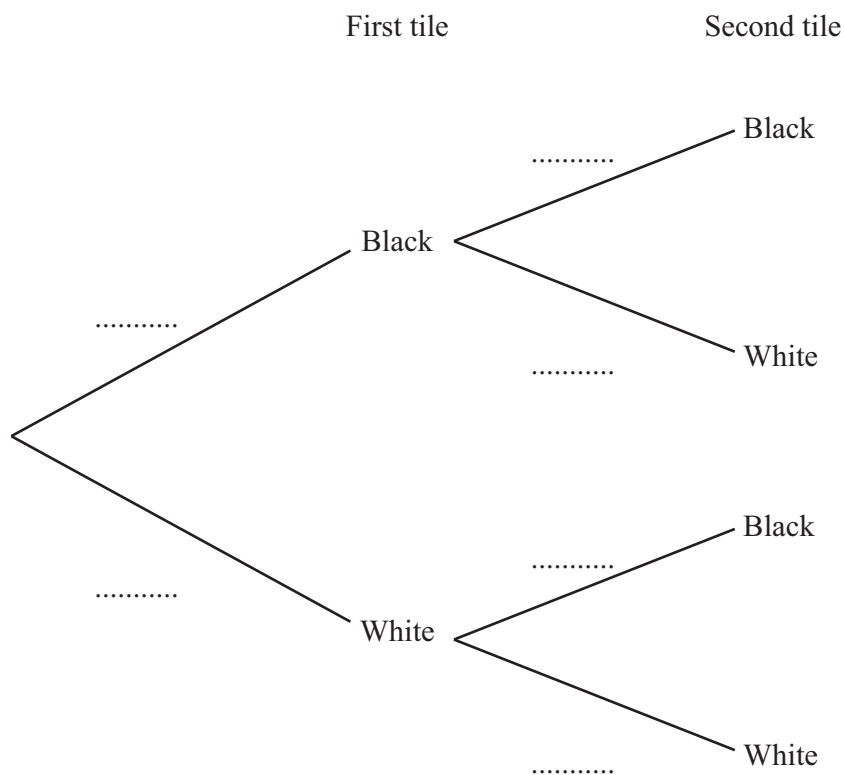 First tile Second tile
Black
...........
Black
...........
White
...........
Black
...........
...........
White
White
...........